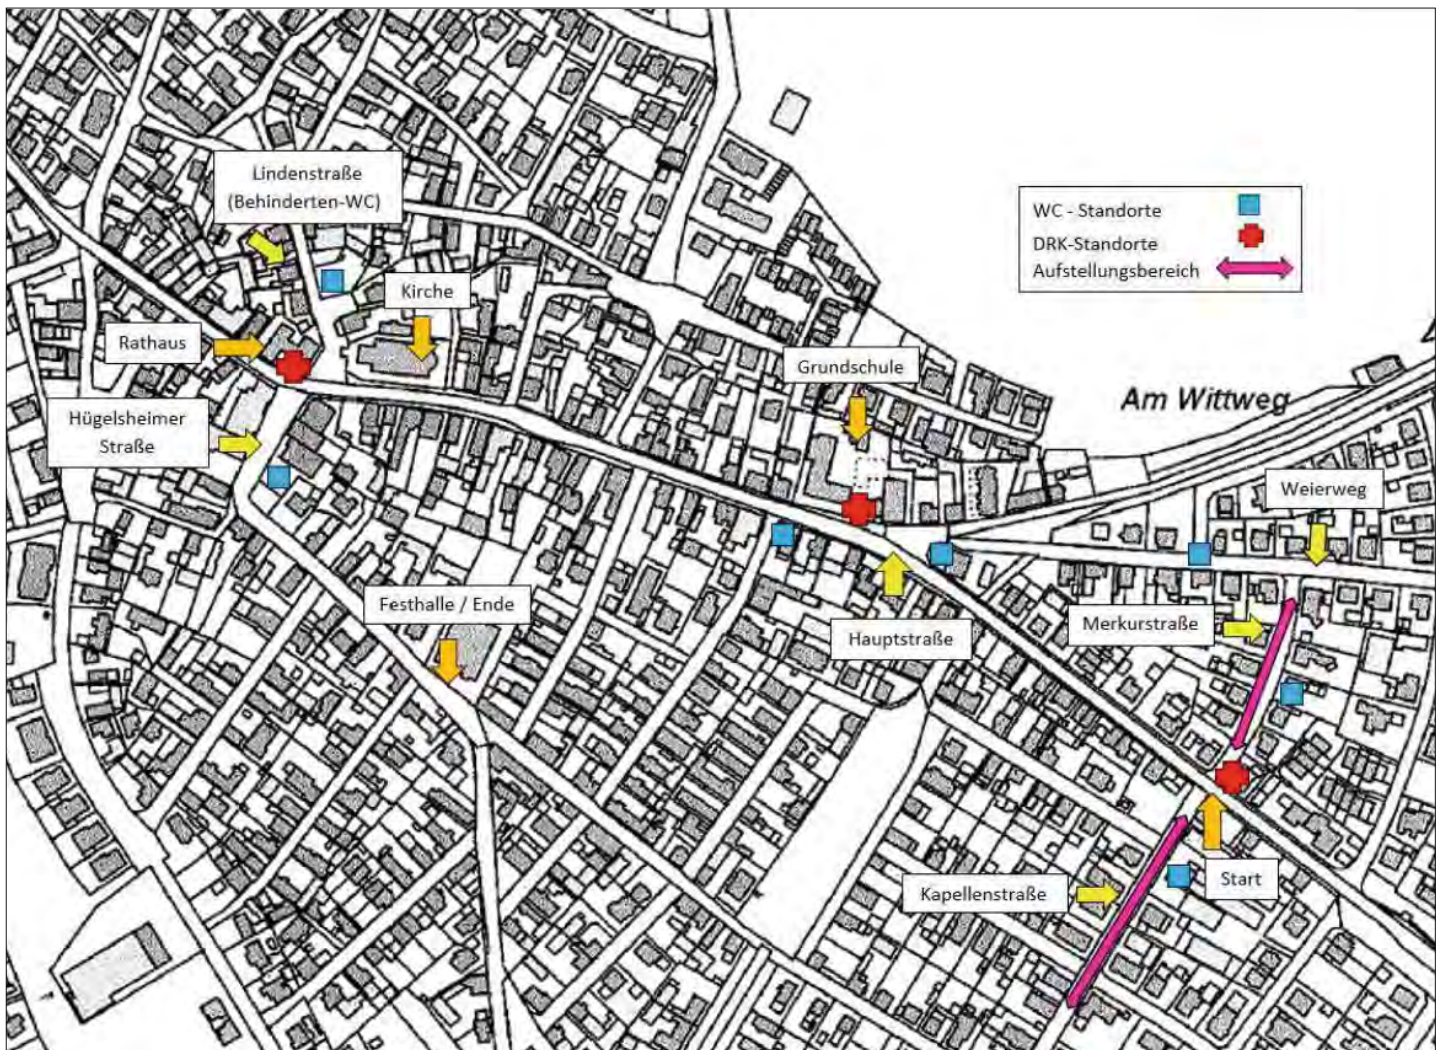 Lindenstraße
(Behinderten-WC)
WC - Standorte
DRK-Standorte
Aufstellungsbereich
Kirche
Rathaus
Grundschule
Am Wittweg
Hügelsheimer
Straße
Weierweg
Festhalle / Ende
Hauptstraße
Merkurstraße
Kapellenstraße
Start